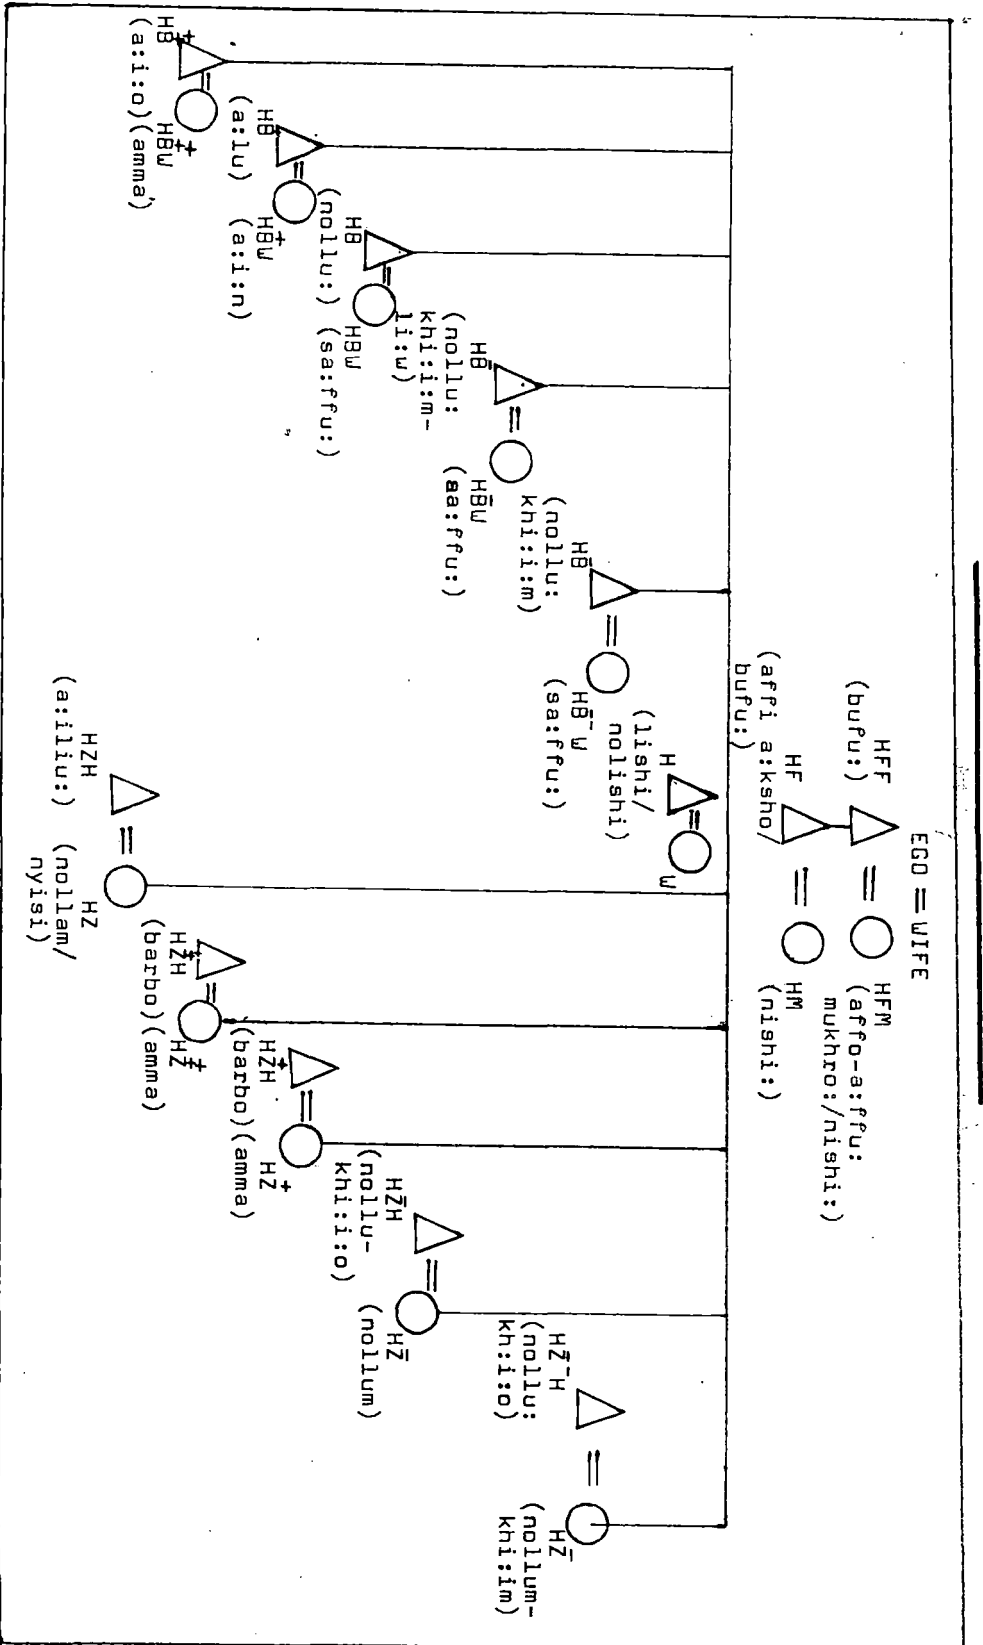 EGO = WIFE
HFF
(bufu:)
HFM
(affo-a:ffu:
mukhro:/nishi:)
HF
(affi a:ksho/
bufu:)
HM
(nishi:)
HB++
(a:i:o)
HBW++
(amma)
HB
(a:lu)
HBW+
(a:i:n)
HB
(nollu:)
HBW
(sa:ffu:)
HB̄
(nollu:
khi:i:m-
li:w)
HB̄W
(sa:ffu:)
HB̄
(nollu:
khi:i:m)
HB⁻W
(sa:ffu:)
H
(lishi/
nolishi)
W
HZH
(a:iliu:)
HZ
(nollam/
nyisi)
HZH++
(barbo)
HZ++
(amma)
HZH+
(barbo)
HZ+
(amma)
HZ̄H
(nollu-
khi:i:o)
HZ̄
(nollum)
HZ⁻H
(nollu:
kh:i:o)
HZ⁻
(nollum-
khi:im)